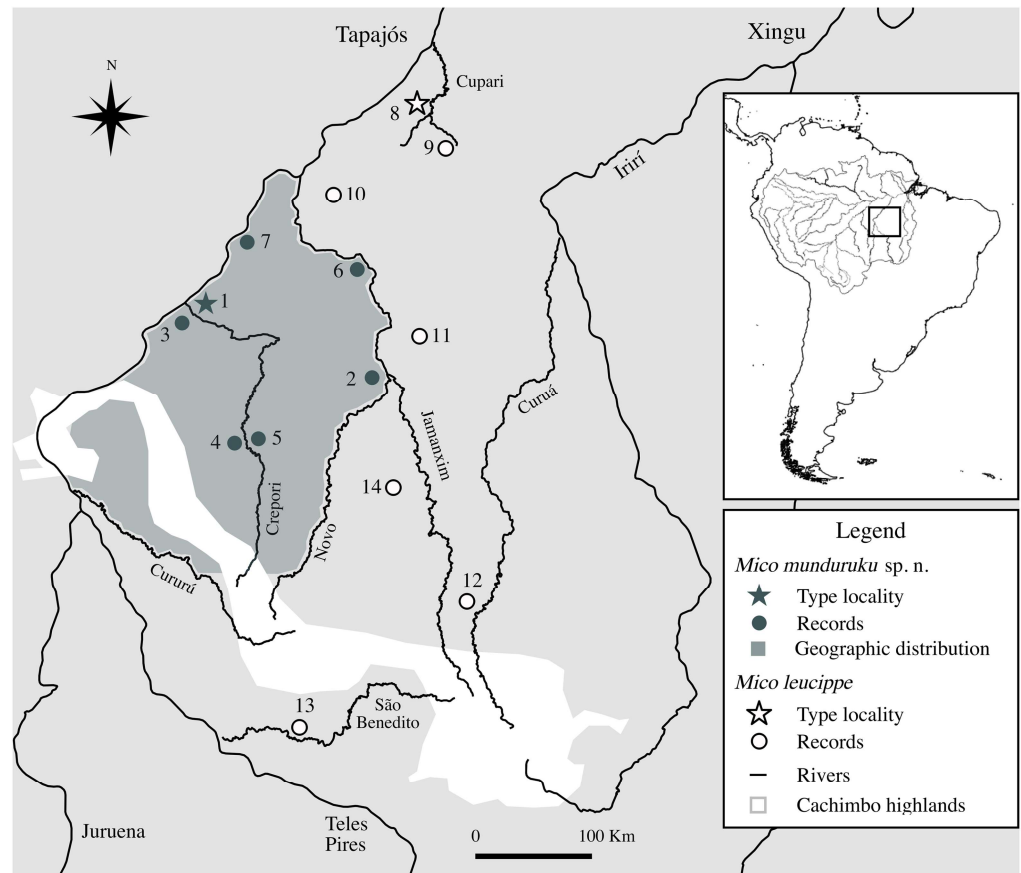 Tapajós
Xingu
N
Cupari
8
9
Irirí
10
7
6
1
3
11
2
Curuá
Jamanxim
4
5
14
Crepori
Novo
Cururú
12
13
São
Benedito
Juruena
Teles
Pires
0 100 Km
Legend
Mico munduruku sp. n.
Type locality
Records
Geographic distribution
Mico leucippe
Type locality
Records
Rivers
Cachimbo highlands